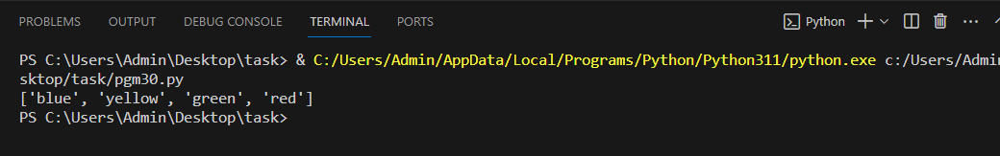 PROBLEMS OUTPUT DEBUG CONSOLE TERMINAL PORTS Python
PS C:\Users\Admin\Desktop\task> & C:/Users/Admin/AppData/Local/Programs/Python/Python311/python.exe c:/Users/Admi
sktop/task/pgm30.py
['blue', 'yellow', 'green', 'red']
PS C:\Users\Admin\Desktop\task>